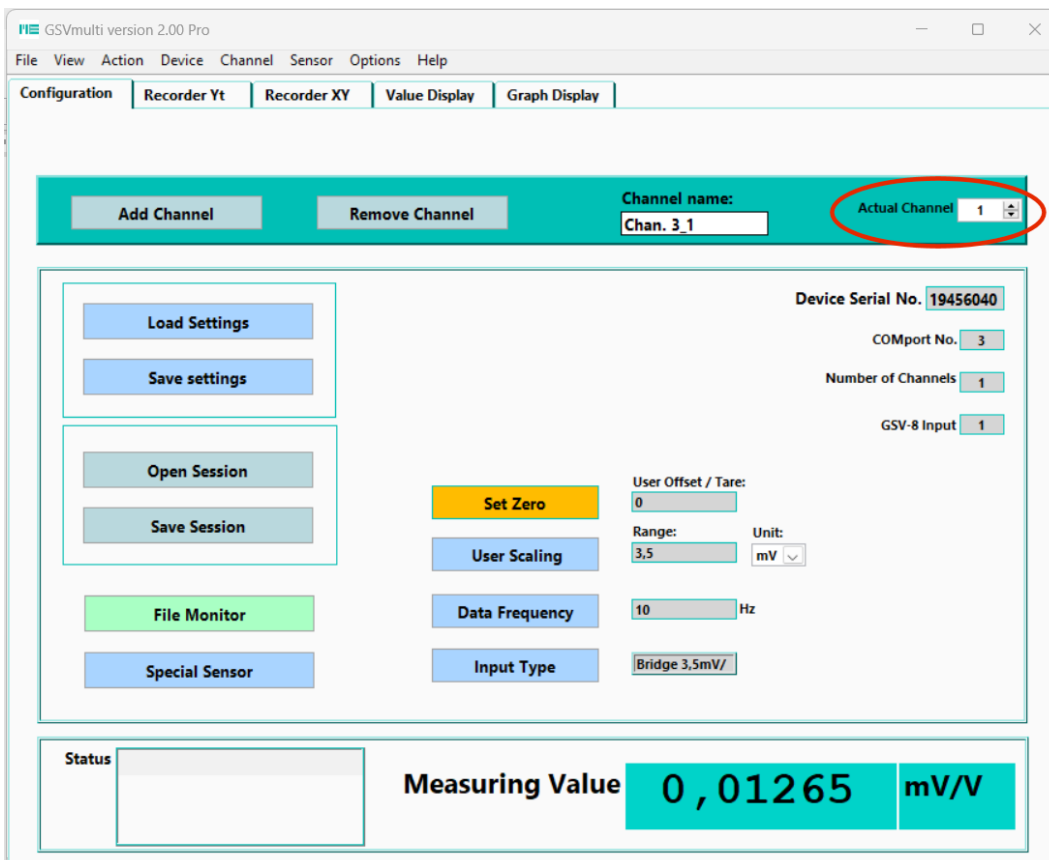 GSVmulti version 2.00 Pro
File View Action Device Channel Sensor Options Help
Configuration Recorder Yt Recorder XY Value Display Graph Display
Add Channel Remove Channel
Channel name:
Chan. 3_1
Actual Channel 1
Load Settings
Save settings
Open Session
Save Session
File Monitor
Special Sensor
Device Serial No. 19456040
COMport No. 3
Number of Channels 1
GSV-8 Input 1
User Offset / Tare:
Set Zero 0
Range: Unit:
User Scaling 3,5 mV
Data Frequency 10 Hz
Input Type Bridge 3,5mV/
Status
Measuring Value 0,01265 mV/V